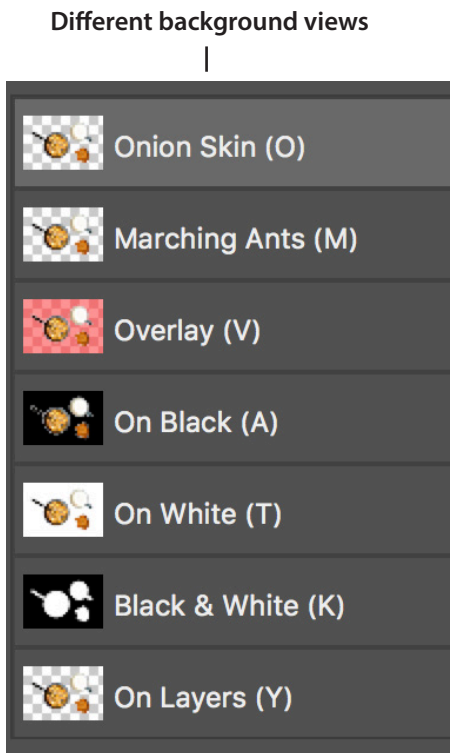 Different background views
Onion Skin (O)
Marching Ants (M)
Overlay (V)
On Black (A)
On White (T)
Black & White (K)
On Layers (Y)